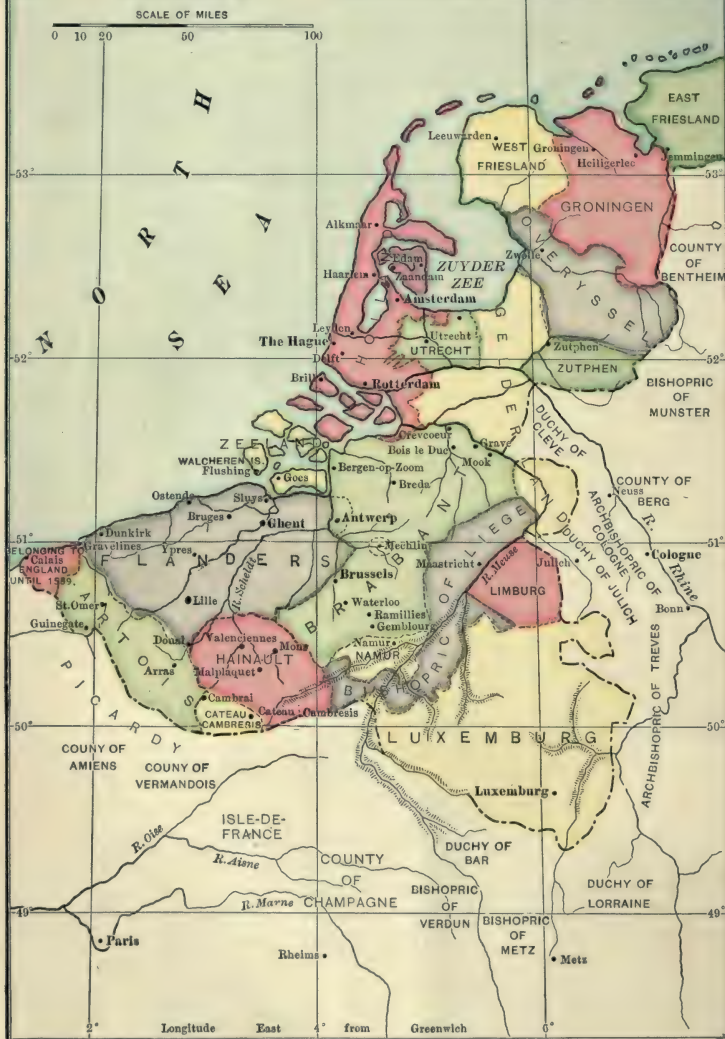 SCALE OF MILES
0 10 20 50 100
NORTH
SEA
EAST
FRIESLAND
Leeuwarden
WEST
FRIESLAND
Groningen
Heiligerlee
Jemmingen
53°
53°
GRONINGEN
Alkmaar
OVERYSSEL
Zwolle
COUNTY
OF
BENTHEIM
Edam
Zaandam
Haarlem
ZUYDER
ZEE
Amsterdam
Leyden
The Hague
Utrecht
UTRECHT
GELDERLAND
Zutphen
ZUTPHEN
52°
52°
Delft
Brill
Rotterdam
BISHOPRIC
OF
MUNSTER
ZEELAND
WALCHEREN IS.
Flushing
Goes
Crevcoeur
Bois le Duc
Grave
Mook
Bergen-op-Zoom
Breda
DUCHY OF
CLEVE
COUNTY OF
BERG
Neuss
Ostende
Sluys
Bruges
Ghent
Antwerp
BRABANT
ARCHBISHOPRIC OF
COLOGNE
R. Rhine
51°
51°
Dunkirk
Gravelines
BELONGING TO
Calais
ENGLAND
UNTIL 1559.
Ypres
FLANDERS
Mechlin
Maastricht
R. Meuse
Julich
DUCHY OF JULICH
Cologne
Brussels
LIMBURG
St. Omer
Guinegate
Lille
R. Scheldt
Waterloo
Ramillies
Gemblours
Bonn
ARTOIS
Douai
Valenciennes
Mons
HAINAULT
Malplaquet
Namur
NAMUR
BISHOPRIC OF LIEGE
Arras
PICARDY
Cambrai
CATEAU
CAMBRESIS
Cateau Cambresis
50°
50°
LUXEMBURG
ARCHBISHOPRIC OF TREVES
COUNY OF
AMIENS
COUNY OF
VERMANDOIS
Luxemburg
ISLE-DE-
FRANCE
R. Oise
R. Aisne
COUNTY
OF
CHAMPAGNE
DUCHY OF
BAR
R. Marne
BISHOPRIC
OF
VERDUN
BISHOPRIC
OF
METZ
DUCHY OF
LORRAINE
49°
49°
Paris
Rheims
Metz
2° Longitude East 4° from Greenwich 6°